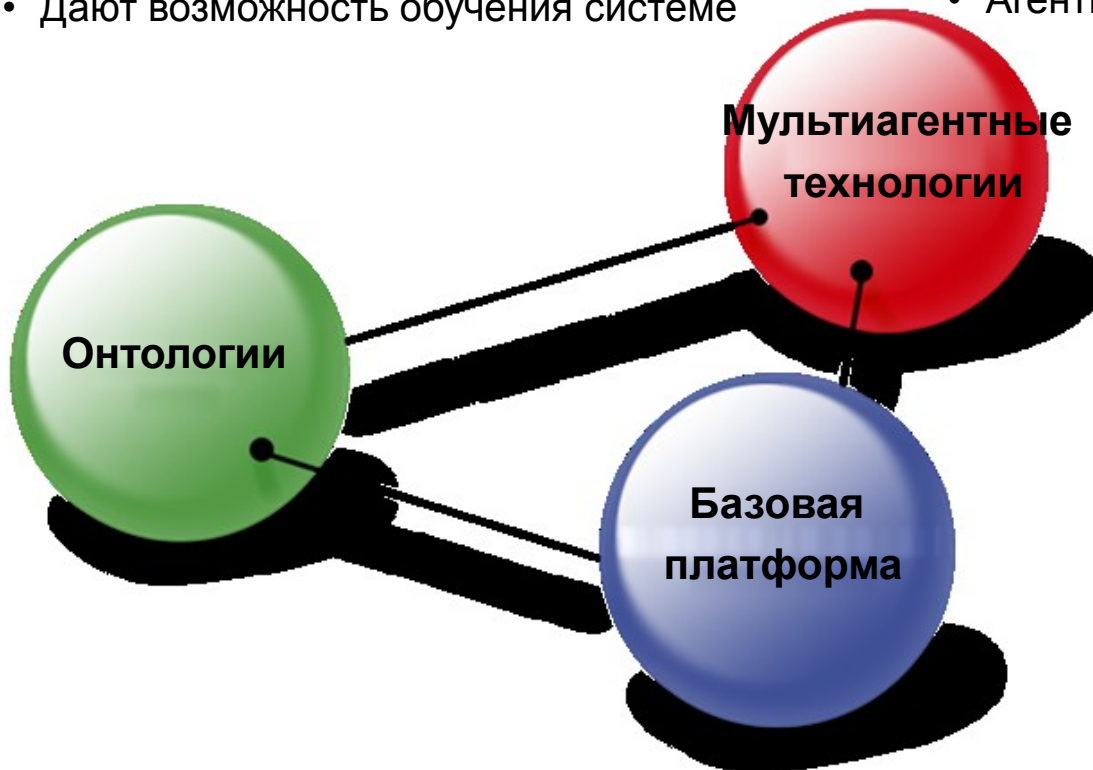 • Дают возможность обучения системе
Мультиагентные
технологии
Онтологии
Базовая
платформа